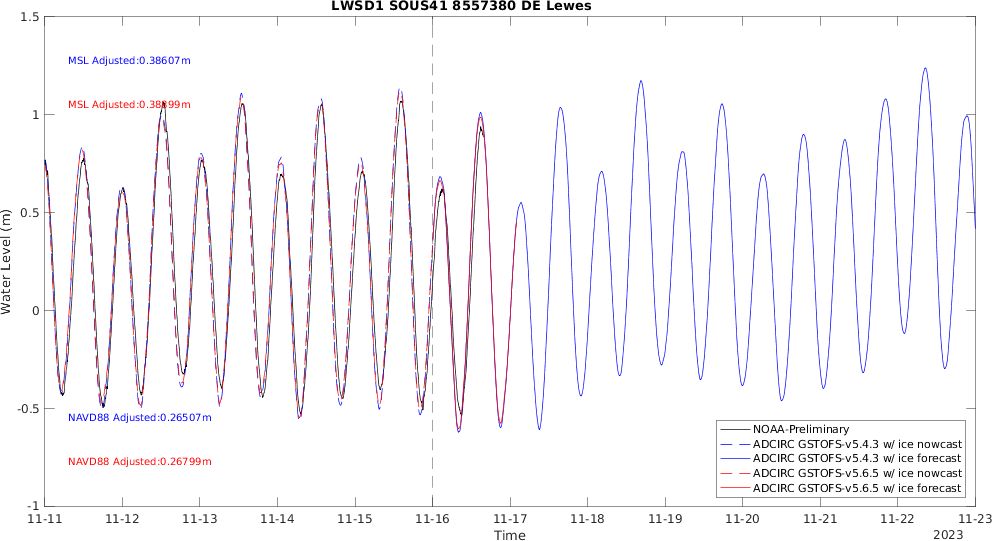 LWSD1 SOUS41 8557380 DE Lewes
1.5
1
0.5
0
-0.5
-1
Water Level (m)
MSL Adjusted:0.38607m
MSL Adjusted:
NAVD88 Adjusted:0.26507m
NAVD88 Adjusted:0.26799m
NOAA-Preliminary
ADCIRC GSTOFS-v5.4.3 w/ ice nowcast
ADCIRC GSTOFS-v5.4.3 w/ ice forecast
ADCIRC GSTOFS-v5.6.5 w/ ice nowcast
ADCIRC GSTOFS-v5.6.5 w/ ice forecast
11-11 11-12 11-13 11-14 11-15 11-16 11-17 11-18 11-19 11-20 11-21 11-22 11-23
Time 2023